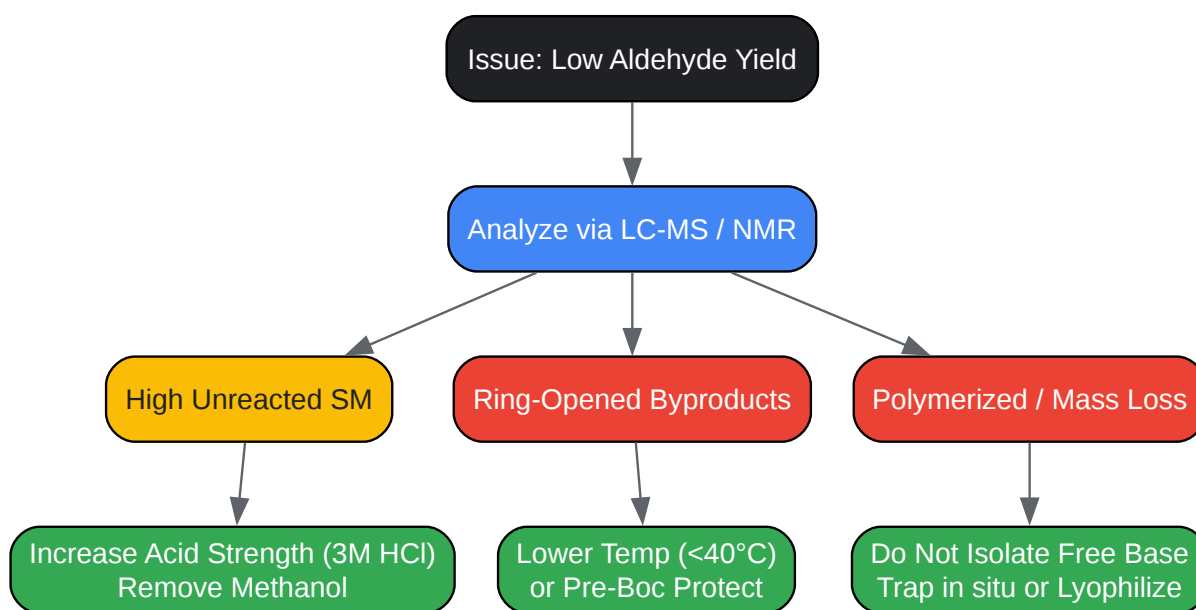 Issue: Low Aldehyde Yield
Analyze via LC-MS / NMR
High Unreacted SM
Ring-Opened Byproducts
Polymerized / Mass Loss
Increase Acid Strength (3M HCl)
Remove Methanol
Lower Temp (<40°C)
or Pre-Boc Protect
Do Not Isolate Free Base
Trap in situ or Lyophilize